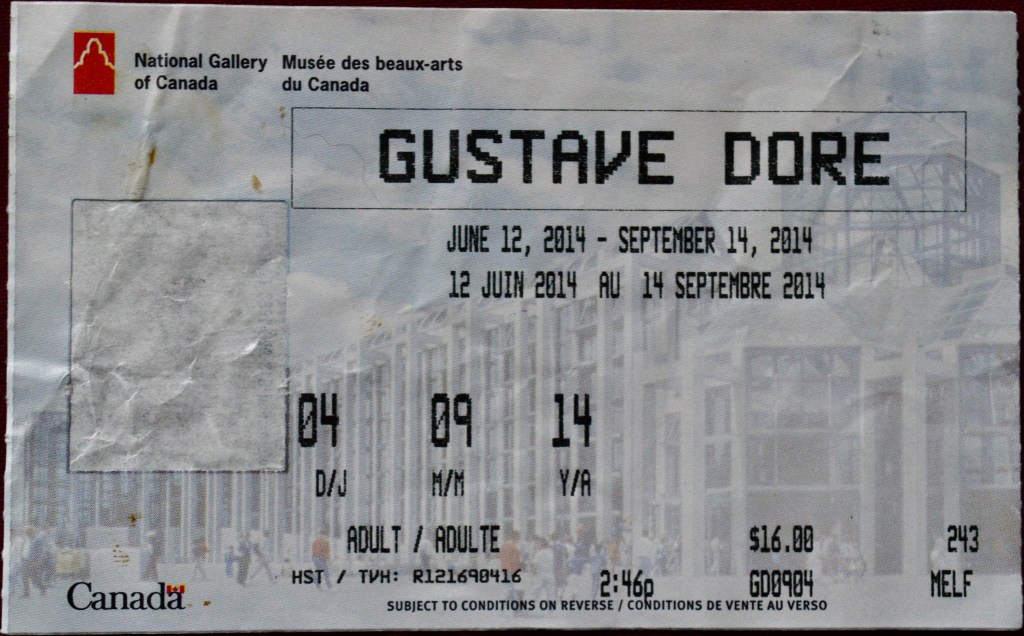 National Gallery Musée des beaux-arts
of Canada du Canada
GUSTAVE DORE
JUNE 12, 2014 - SEPTEMBER 14, 2014
12 JUIN 2014 AU 14 SEPTEMBRE 2014
04 09 14
D/J M/M Y/A
ADULT / ADULTE $16.00 243
HST / TVH: R121690416 2:46p GD0904 MELF
Canada SUBJECT TO CONDITIONS ON REVERSE / CONDITIONS DE VENTE AU VERSO